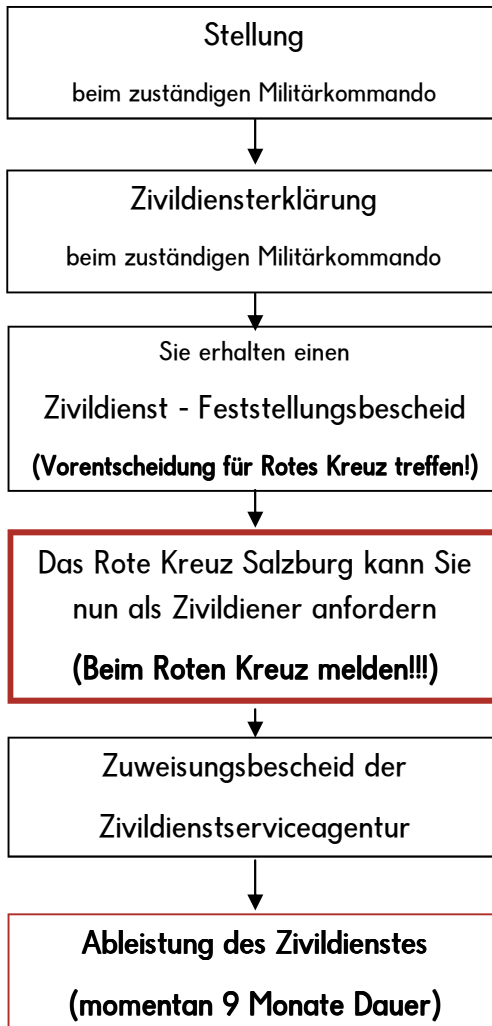 Stellung
beim zuständigen Militärkommando
Zivildiensterklärung
beim zuständigen Militärkommando
Sie erhalten einen
Zivildienst - Feststellungsbescheid
(Vorentscheidung für Rotes Kreuz treffen!)
Das Rote Kreuz Salzburg kann Sie
nun als Zivildiener anfordern
(Beim Roten Kreuz melden!!!)
Zuweisungsbescheid der
Zivildienstserviceagentur
Ableistung des Zivildienstes
(momentan 9 Monate Dauer)